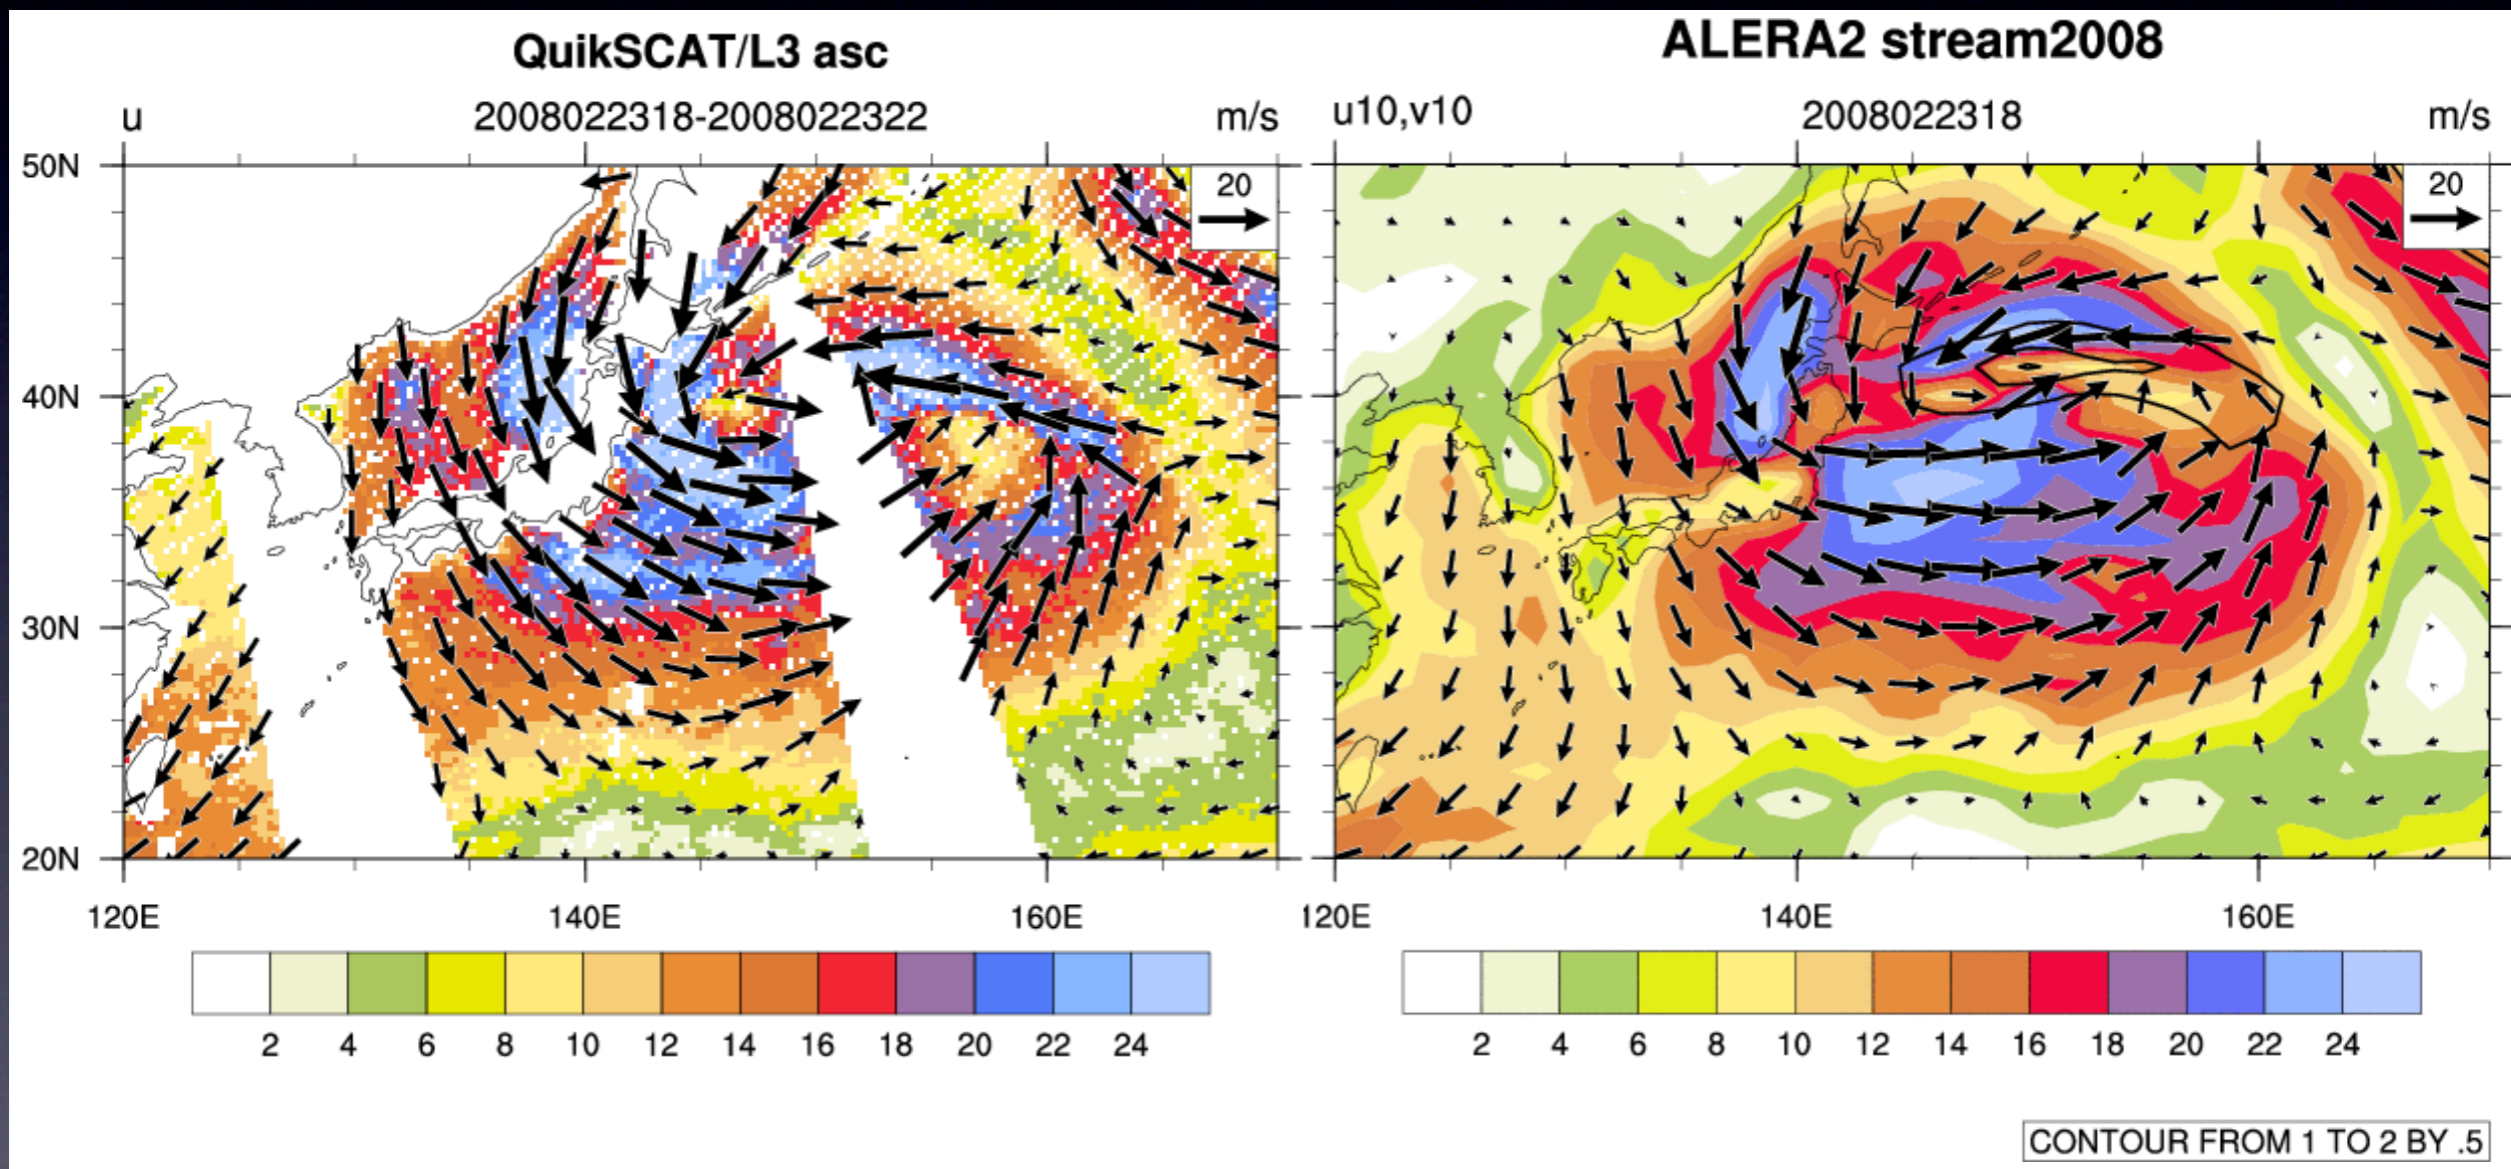 QuikSCAT/L3 asc
u 2008022318-2008022322 m/s
20
50N
40N
30N
20N
120E 140E 160E
2 4 6 8 10 12 14 16 18 20 22 24
ALERA2 stream2008
u10,v10 2008022318 m/s
20
120E 140E 160E
2 4 6 8 10 12 14 16 18 20 22 24
CONTOUR FROM 1 TO 2 BY .5